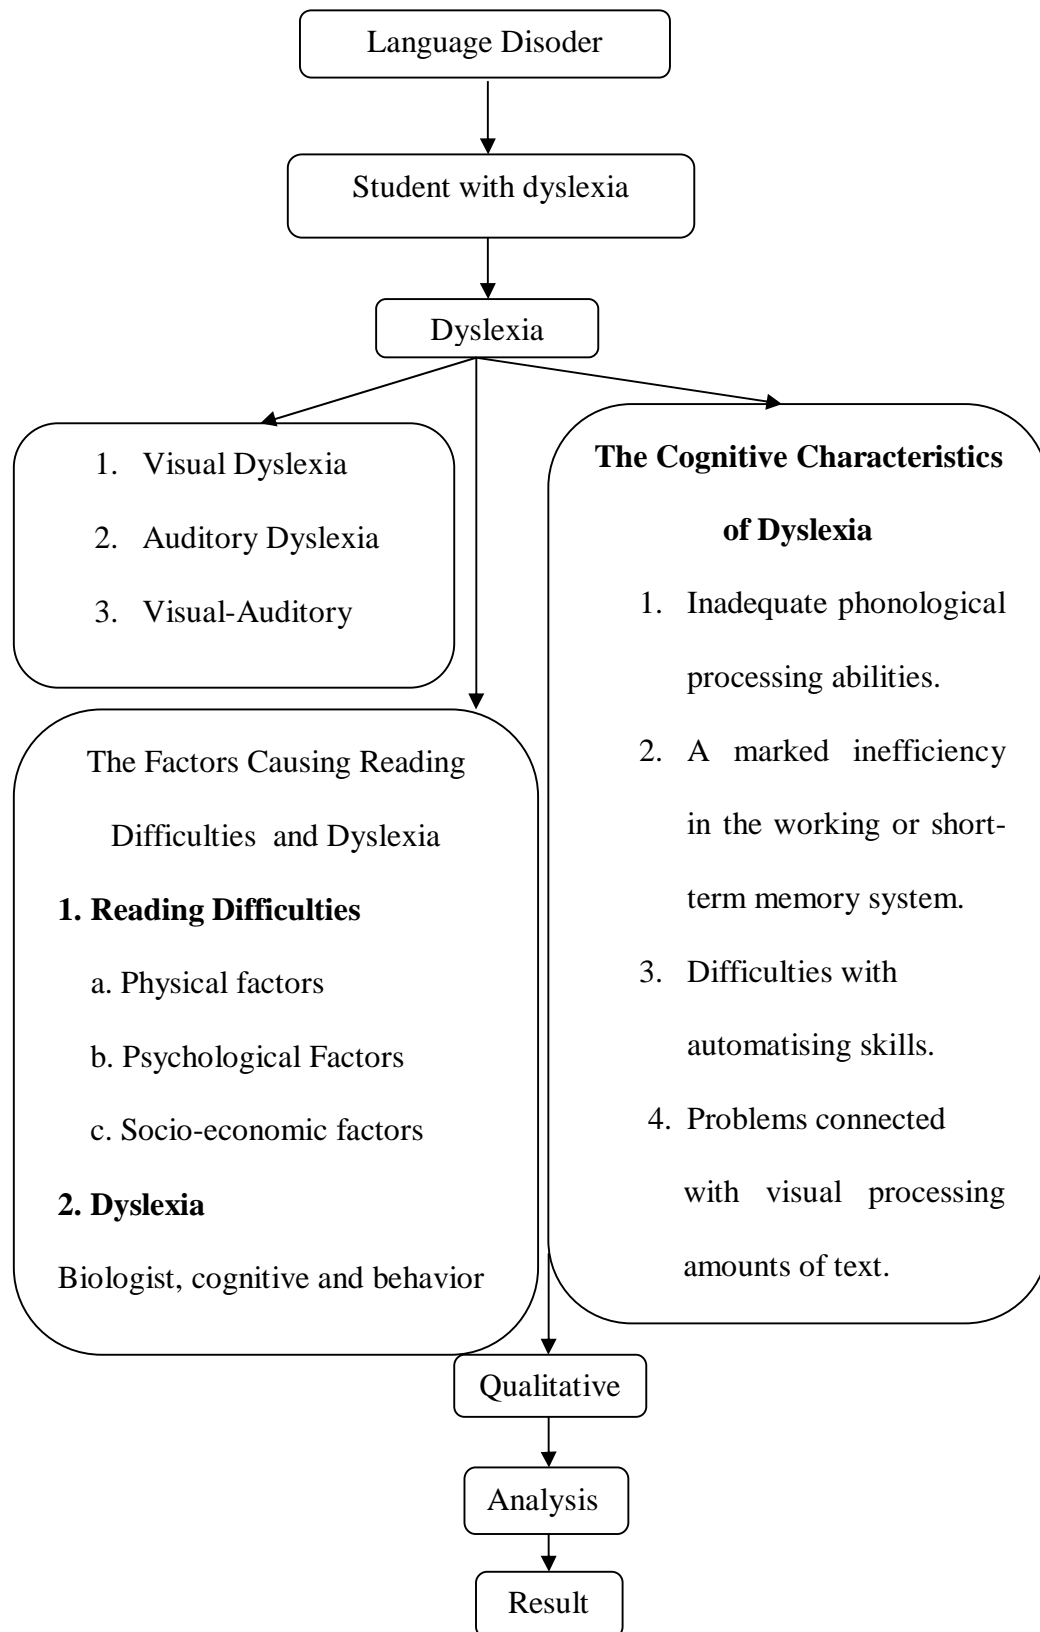 Language Disoder
Student with dyslexia
Dyslexia
1. Visual Dyslexia
2. Auditory Dyslexia
3. Visual-Auditory
The Factors Causing Reading
Difficulties and Dyslexia
1. Reading Difficulties
a. Physical factors
b. Psychological Factors
c. Socio-economic factors
2. Dyslexia
Biologist, cognitive and behavior
The Cognitive Characteristics
of Dyslexia
1. Inadequate phonological
processing abilities.
2. A marked inefficiency
in the working or short-
term memory system.
3. Difficulties with
automatising skills.
4. Problems connected
with visual processing
amounts of text.
Qualitative
Analysis
Result